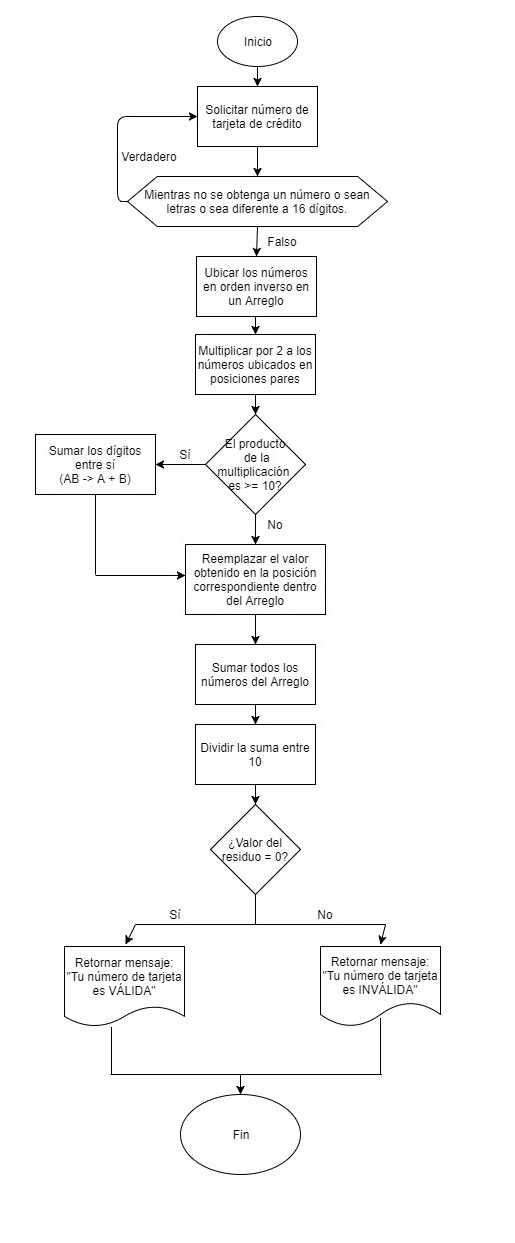 Inicio
Solicitar número de
tarjeta de crédito
Verdadero
Mientras no se obtenga un número o sean
letras o sea diferente a 16 dígitos.
Falso
Ubicar los números
en orden inverso en
un Arreglo
Multiplicar por 2 a los
números ubicados en
posiciones pares
El producto
de la
multiplicación
es >= 10?
Sí
Sumar los dígitos
entre sí
(AB -> A + B)
No
Reemplazar el valor
obtenido en la posición
correspondiente dentro
del Arreglo
Sumar todos los
números del Arreglo
Dividir la suma entre
10
¿Valor del
residuo = 0?
Sí
No
Retornar mensaje:
"Tu número de tarjeta
es VÁLIDA"
Retornar mensaje:
"Tu número de tarjeta
es INVÁLIDA"
Fin